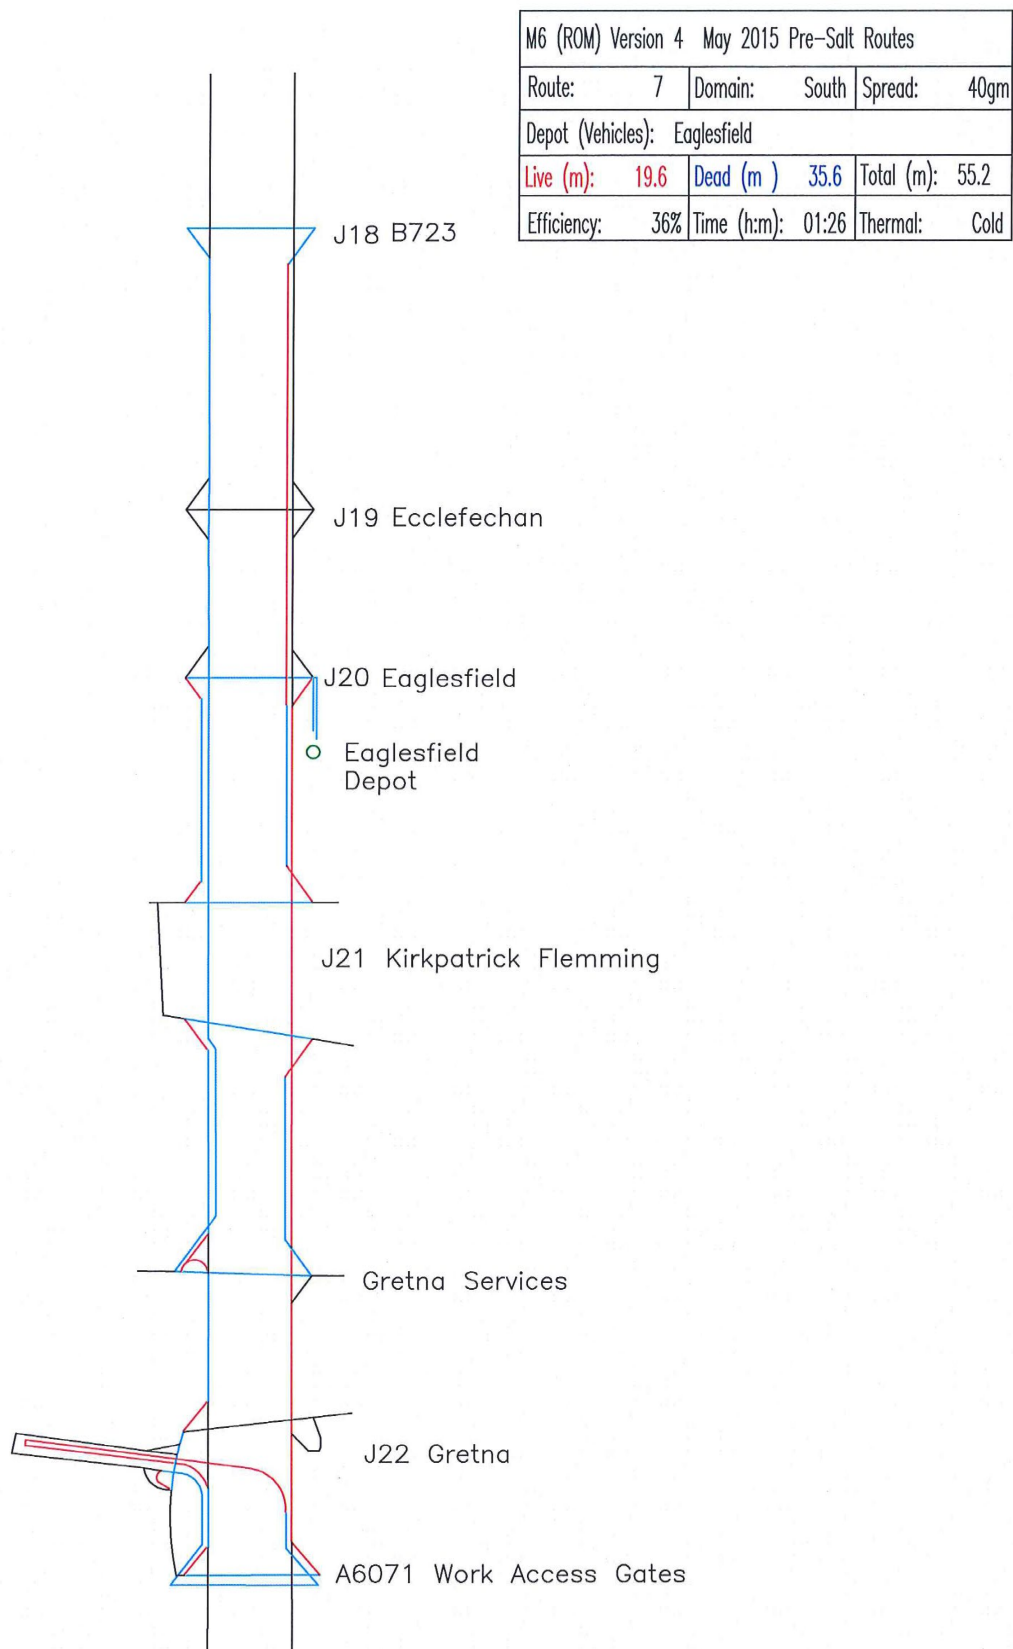 M6 (ROM) Version 4 May 2015 Pre-Salt Routes
Route: 7 Domain: South Spread: 40gm
Depot (Vehicles): Eaglesfield
Live (m): 19.6 Dead (m ) 35.6 Total (m): 55.2
Efficiency: 36% Time (h:m): 01:26 Thermal: Cold
J18 B723
J19 Ecclefechan
J20 Eaglesfield
Eaglesfield
Depot
J21 Kirkpatrick Flemming
Gretna Services
J22 Gretna
A6071 Work Access Gates